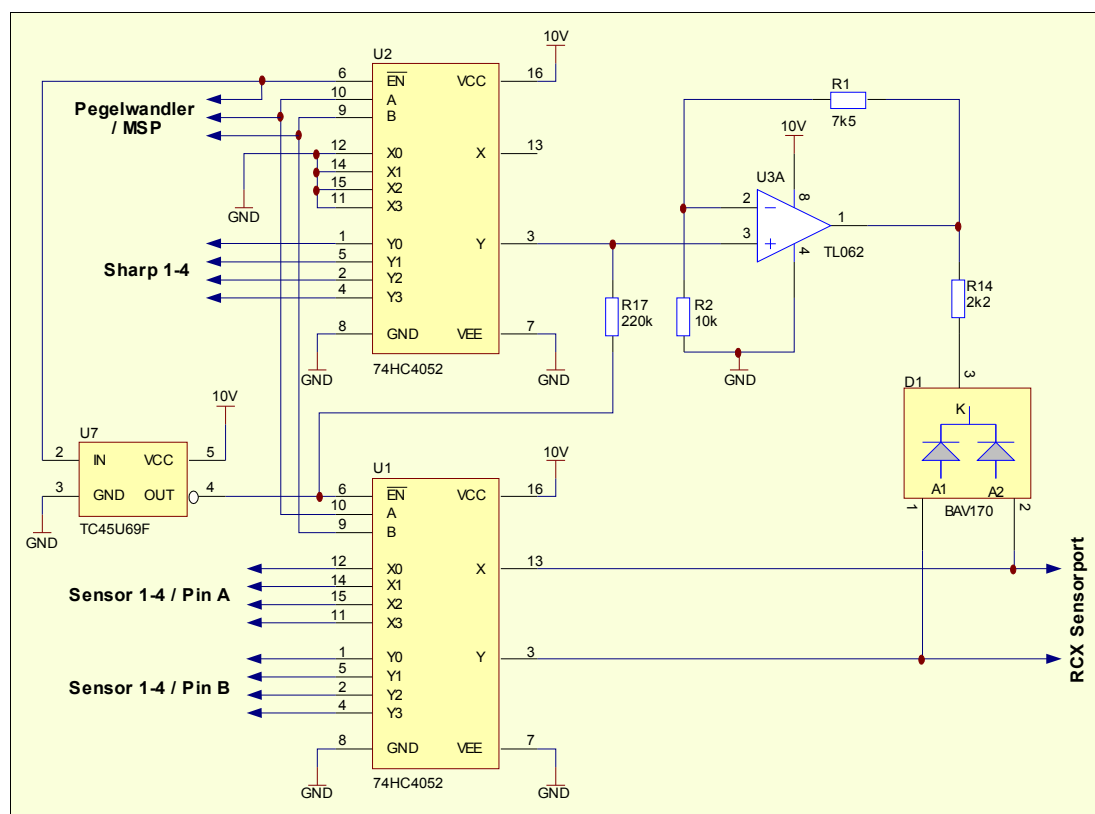 10V
U2
6 EN VCC 16
10 A
9 B
Pegelwandler
/ MSP
12 X0 X 13
14 X1
15 X2
11 X3
GND
1 Y0 Y 3
5 Y1
2 Y2
4 Y3
Sharp 1-4
8 GND VEE 7
GND
GND
74HC4052
R1
7k5
10V
U3A
8
2 −
3 +
1
4
TL062
R17
220k
R2
10k
GND
R14
2k2
3
D1
K
A1 A2
BAV170
1 2
10V
U7
2 IN VCC 5
3 GND OUT 4
GND
TC45U69F
10V
U1
6 EN VCC 16
10 A
9 B
12 X0 X 13
14 X1
15 X2
11 X3
Sensor 1-4 / Pin A
1 Y0 Y 3
5 Y1
2 Y2
4 Y3
Sensor 1-4 / Pin B
8 GND VEE 7
GND
GND
74HC4052
RCX Sensorport